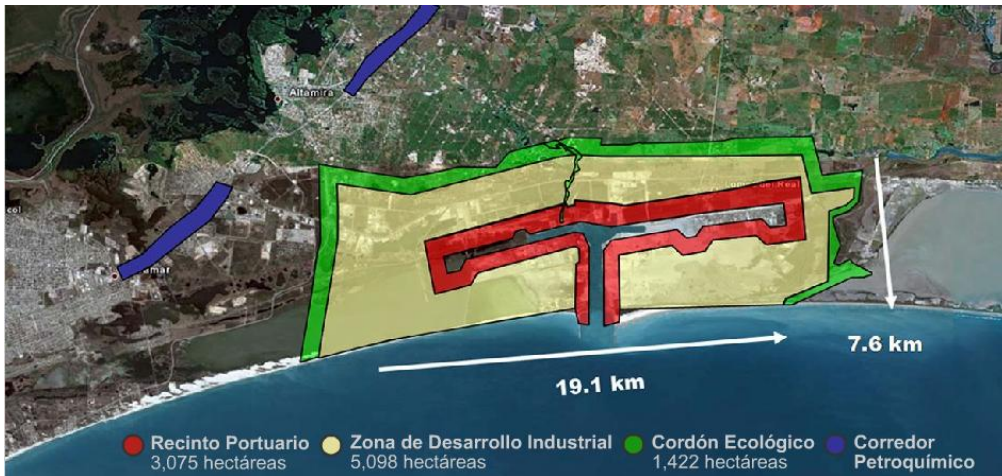 Altamira
19.1 km
7.6 km
Recinto Portuario
3,075 hectáreas
Zona de Desarrollo Industrial
5,098 hectáreas
Cordón Ecológico
1,422 hectáreas
Corredor
Petroquímico